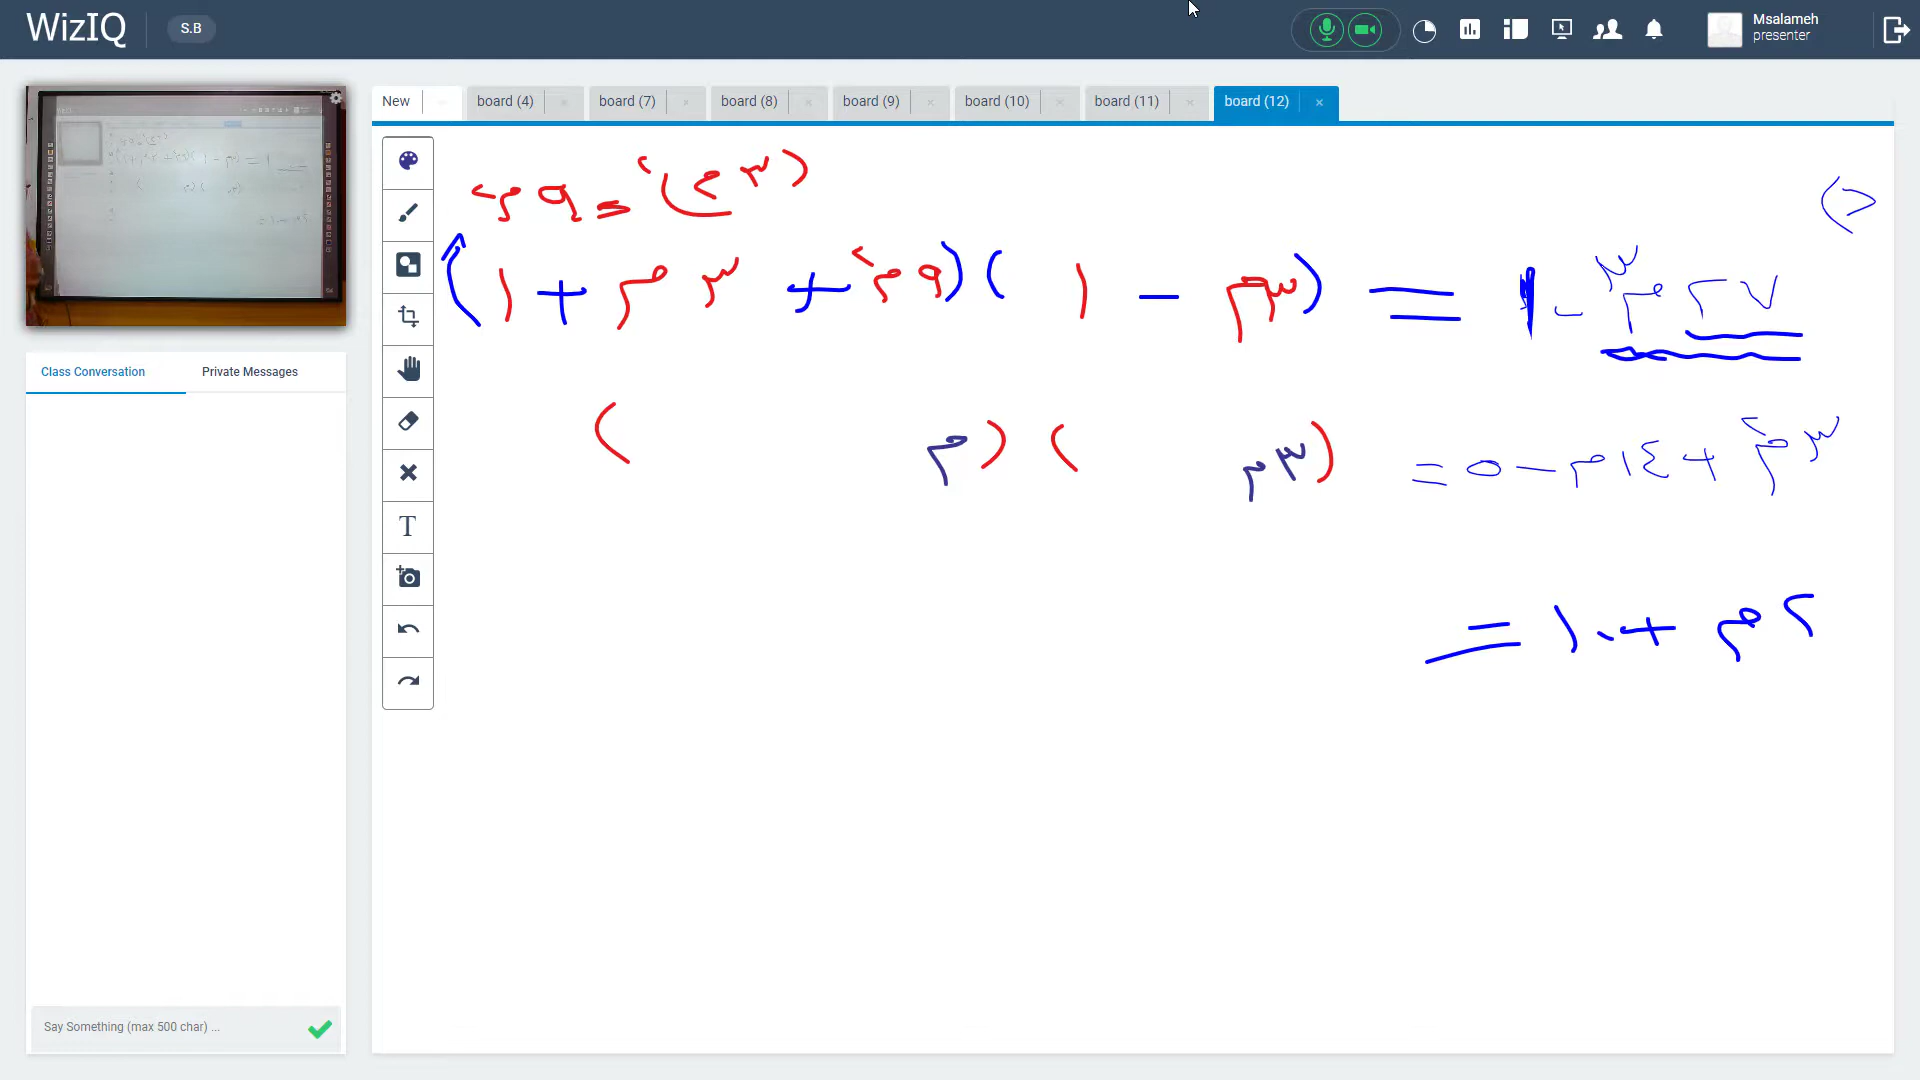 WizIQ S.B Msalameh
presenter
New board (4) board (7) board (8) board (9) board (10) board (11) board (12)
(٣م)٢ = ٩م٢
٢٧م٣ - ١ = (٣م - ١)(٩م٢ + ٣م + ١)
٣م٢ + ١٤م - ٥ = (٣م )(م )
٢م + ١٠ =
Class Conversation Private Messages
Say Something (max 500 char) ...
T